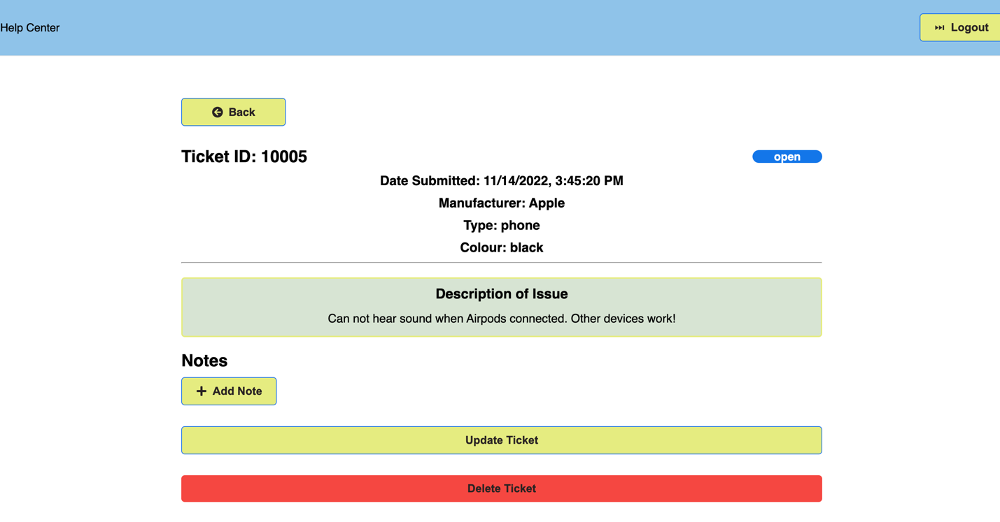 Help Center
Logout
Back
Ticket ID: 10005
open
Date Submitted: 11/14/2022, 3:45:20 PM
Manufacturer: Apple
Type: phone
Colour: black
Description of Issue
Can not hear sound when Airpods connected. Other devices work!
Notes
Add Note
Update Ticket
Delete Ticket